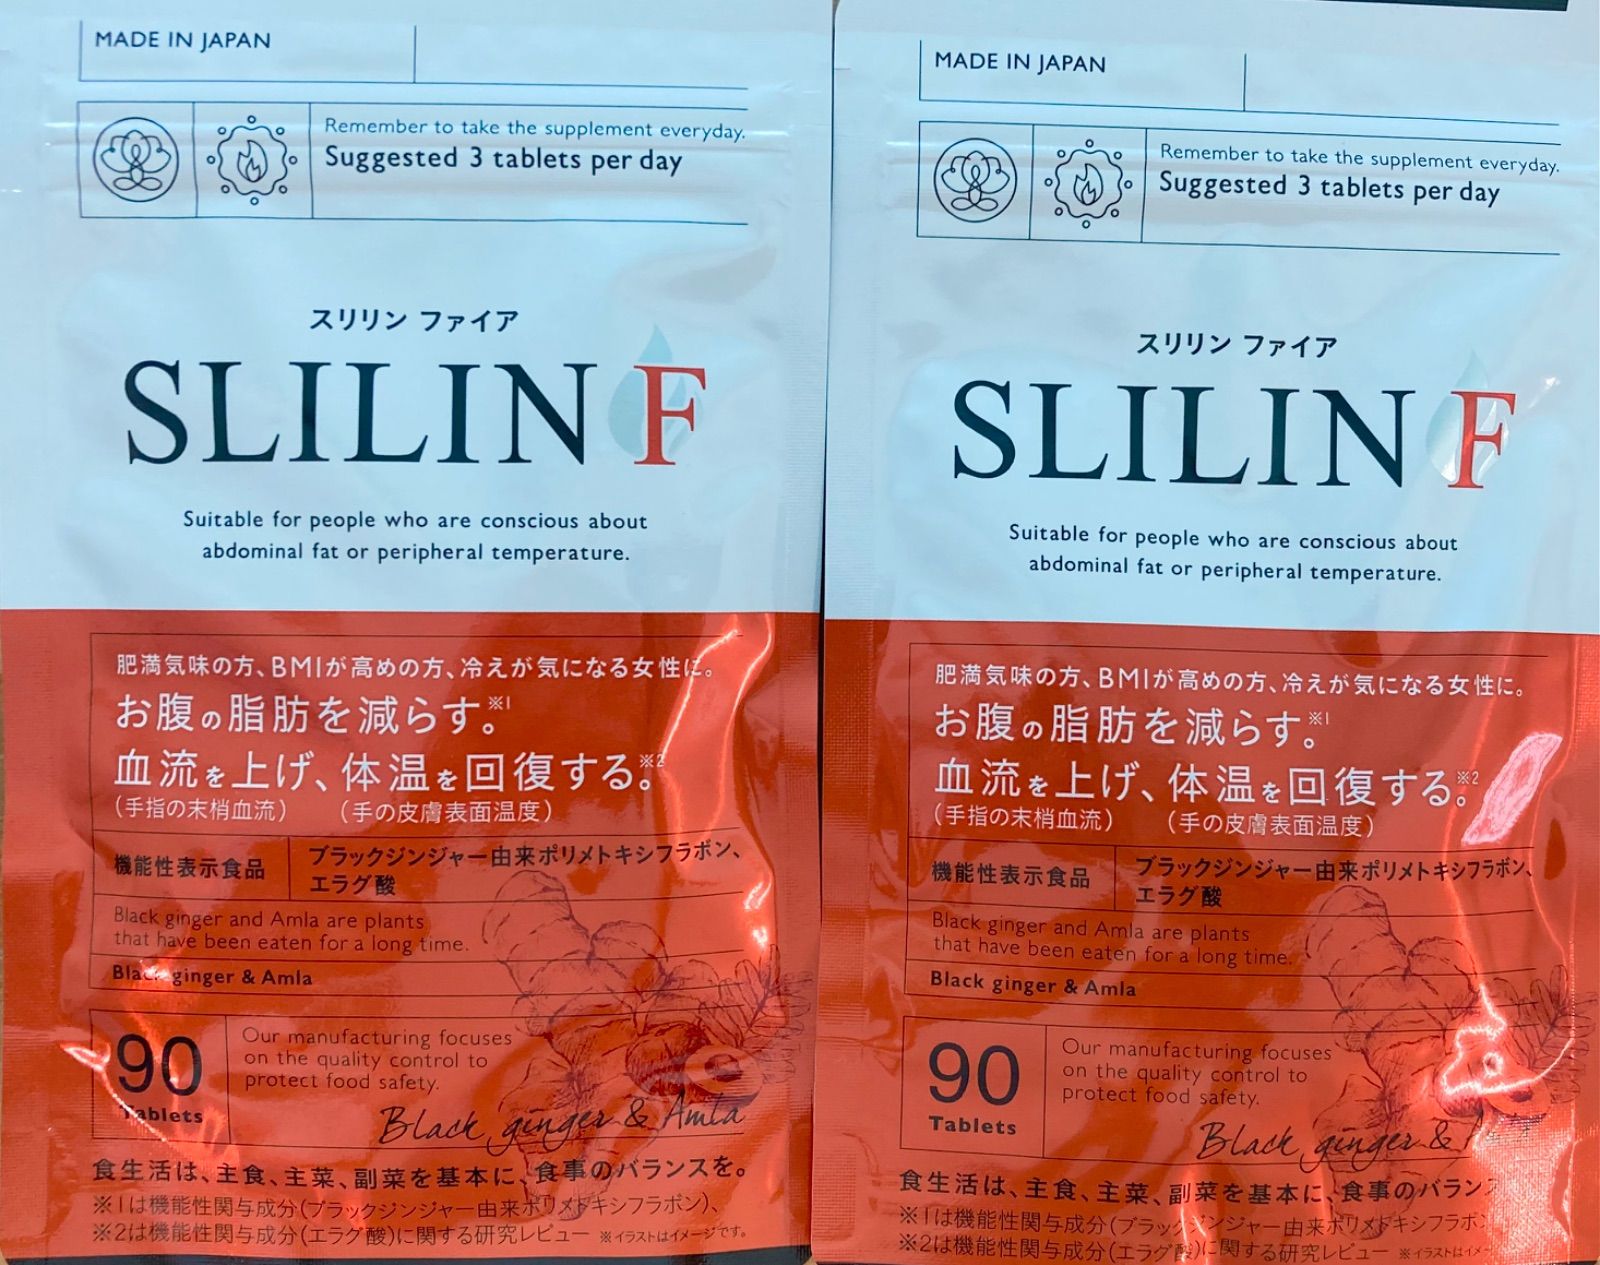 MADE IN JAPAN
Remember to take the supplement everyday.
Suggested 3 tablets per day
スリリン ファイア
SLILIN F
Suitable for people who are conscious about
abdominal fat or peripheral temperature.
肥満気味の方、BMIが高めの方、冷えが気になる女性に。
お腹の脂肪を減らす。※1
血流を上げ、体温を回復する。※2
(手指の末梢血流) (手の皮膚表面温度)
機能性表示食品
ブラックジンジャー由来ポリメトキシフラボン、
エラグ酸
Black ginger and Amla are plants
that have been eaten for a long time.
Black ginger & Amla
90
Tablets
Our manufacturing focuses
on the quality control to
protect food safety.
Black ginger & Amla
食生活は、主食、主菜、副菜を基本に、食事のバランスを。
※1は機能性関与成分(ブラックジンジャー由来ポリメトキシフラボン)、
※2は機能性関与成分(エラグ酸)に関する研究レビュー ※イラストはイメージです。
MADE IN JAPAN
Remember to take the supplement everyday.
Suggested 3 tablets per day
スリリン ファイア
SLILIN F
Suitable for people who are conscious about
abdominal fat or peripheral temperature.
肥満気味の方、BMIが高めの方、冷えが気になる女性に。
お腹の脂肪を減らす。※1
血流を上げ、体温を回復する。※2
(手指の末梢血流) (手の皮膚表面温度)
機能性表示食品
ブラックジンジャー由来ポリメトキシフラボン、
エラグ酸
Black ginger and Amla are plants
that have been eaten for a long time.
Black ginger & Amla
90
Tablets
Our manufacturing focuses
on the quality control to
protect food safety.
Black ginger &
食生活は、主食、主菜、副菜を基本に、食事のバラン
※1は機能性関与成分(ブラックジンジャー由来ポリメトキシフラボ
※2は機能性関与成分(エラグ酸)に関する研究レビュー ※イラストはイメ